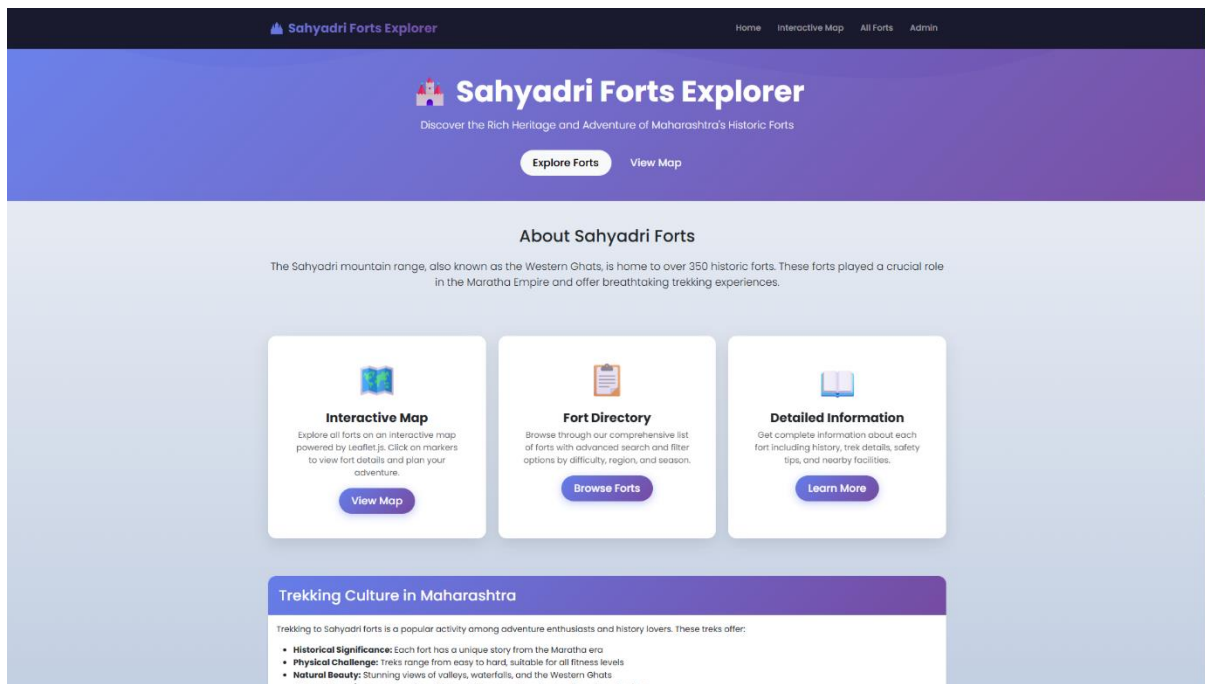 Sahyadri Forts Explorer
Home Interactive Map All Forts Admin
Sahyadri Forts Explorer
Discover the Rich Heritage and Adventure of Maharashtra's Historic Forts
Explore Forts View Map
About Sahyadri Forts
The Sahyadri mountain range, also known as the Western Ghats, is home to over 350 historic forts. These forts played a crucial role
in the Maratha Empire and offer breathtaking trekking experiences.
Interactive Map
Explore all forts on an interactive map
powered by Leaflet.js. Click on markers
to view fort details and plan your
adventure.
View Map
Fort Directory
Browse through our comprehensive list
of forts with advanced search and filter
options by difficulty, region, and season.
Browse Forts
Detailed Information
Get complete information about each
fort including history, trek details, safety
tips, and nearby facilities.
Learn More
Trekking Culture in Maharashtra
Trekking to Sahyadri forts is a popular activity among adventure enthusiasts and history lovers. These treks offer:
• Historical Significance: Each fort has a unique story from the Maratha era
• Physical Challenge: Treks range from easy to hard, suitable for all fitness levels
• Natural Beauty: Stunning views of valleys, waterfalls, and the Western Ghats